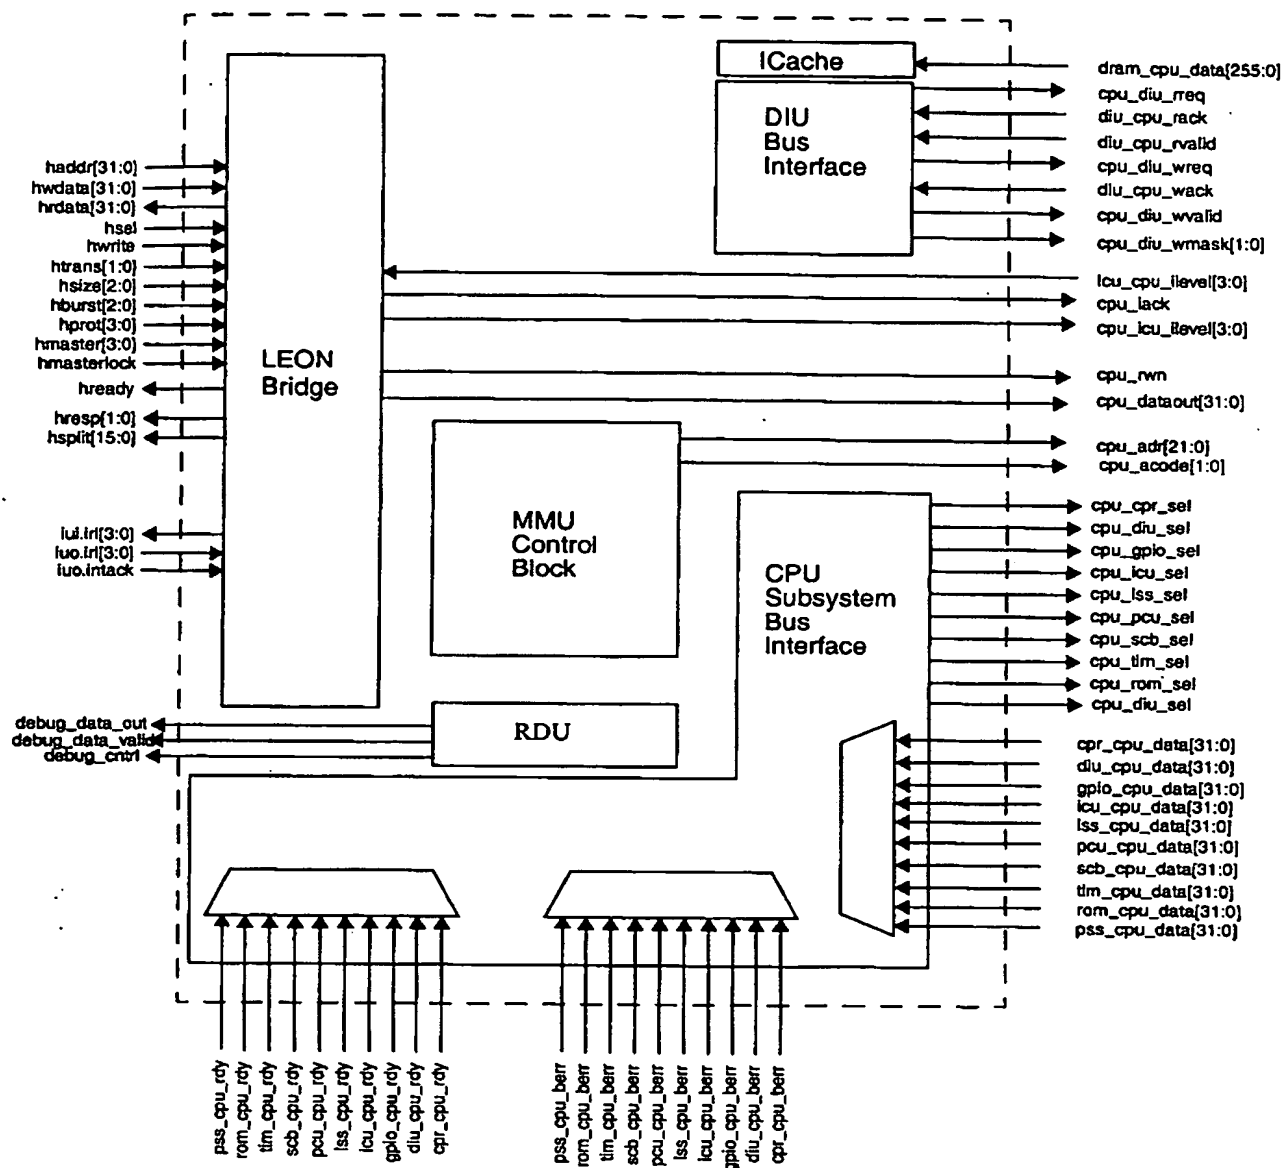 ICache
DIU
Bus
Interface
dram_cpu_data[255:0]
cpu_diu_rreq
diu_cpu_rack
diu_cpu_rvalid
cpu_diu_wreq
diu_cpu_wack
cpu_diu_wvalid
cpu_diu_wmask[1:0]
icu_cpu_ilevel[3:0]
cpu_iack
cpu_icu_ilevel[3:0]
cpu_rwn
cpu_dataout[31:0]
cpu_adr[21:0]
cpu_acode[1:0]
haddr[31:0]
hwdata[31:0]
hrdata[31:0]
hsel
hwrite
htrans[1:0]
hsize[2:0]
hburst[2:0]
hprot[3:0]
hmaster[3:0]
hmasterlock
hready
hresp[1:0]
hsplit[15:0]
iui.irl[3:0]
iuo.irl[3:0]
iuo.intack
LEON
Bridge
MMU
Control
Block
CPU
Subsystem
Bus
Interface
cpu_cpr_sel
cpu_diu_sel
cpu_gpio_sel
cpu_icu_sel
cpu_lss_sel
cpu_pcu_sel
cpu_scb_sel
cpu_tim_sel
cpu_rom_sel
cpu_diu_sel
debug_data_out
debug_data_valid
debug_cntrl
RDU
cpr_cpu_data[31:0]
diu_cpu_data[31:0]
gpio_cpu_data[31:0]
icu_cpu_data[31:0]
lss_cpu_data[31:0]
pcu_cpu_data[31:0]
scb_cpu_data[31:0]
tim_cpu_data[31:0]
rom_cpu_data[31:0]
pss_cpu_data[31:0]
pss_cpu_rdy
rom_cpu_rdy
tim_cpu_rdy
scb_cpu_rdy
pcu_cpu_rdy
lss_cpu_rdy
icu_cpu_rdy
gpio_cpu_rdy
diu_cpu_rdy
cpr_cpu_rdy
pss_cpu_berr
rom_cpu_berr
tim_cpu_berr
scb_cpu_berr
pcu_cpu_berr
lss_cpu_berr
icu_cpu_berr
gpio_cpu_berr
diu_cpu_berr
cpr_cpu_berr